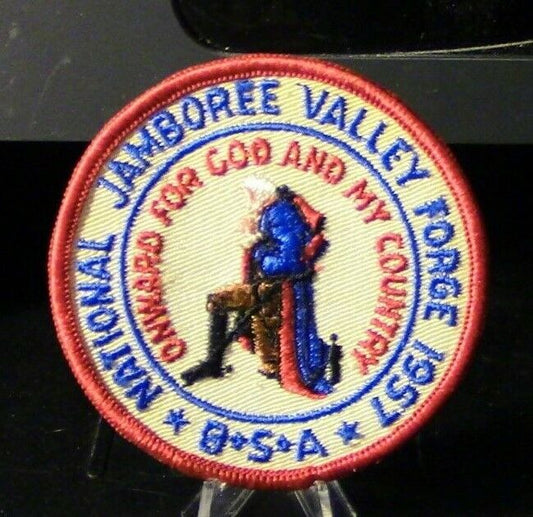 NATIONAL JAMBOREE VALLEY FORGE 1957
ONWARD FOR GOD AND MY COUNTRY
★ B★S★A ★